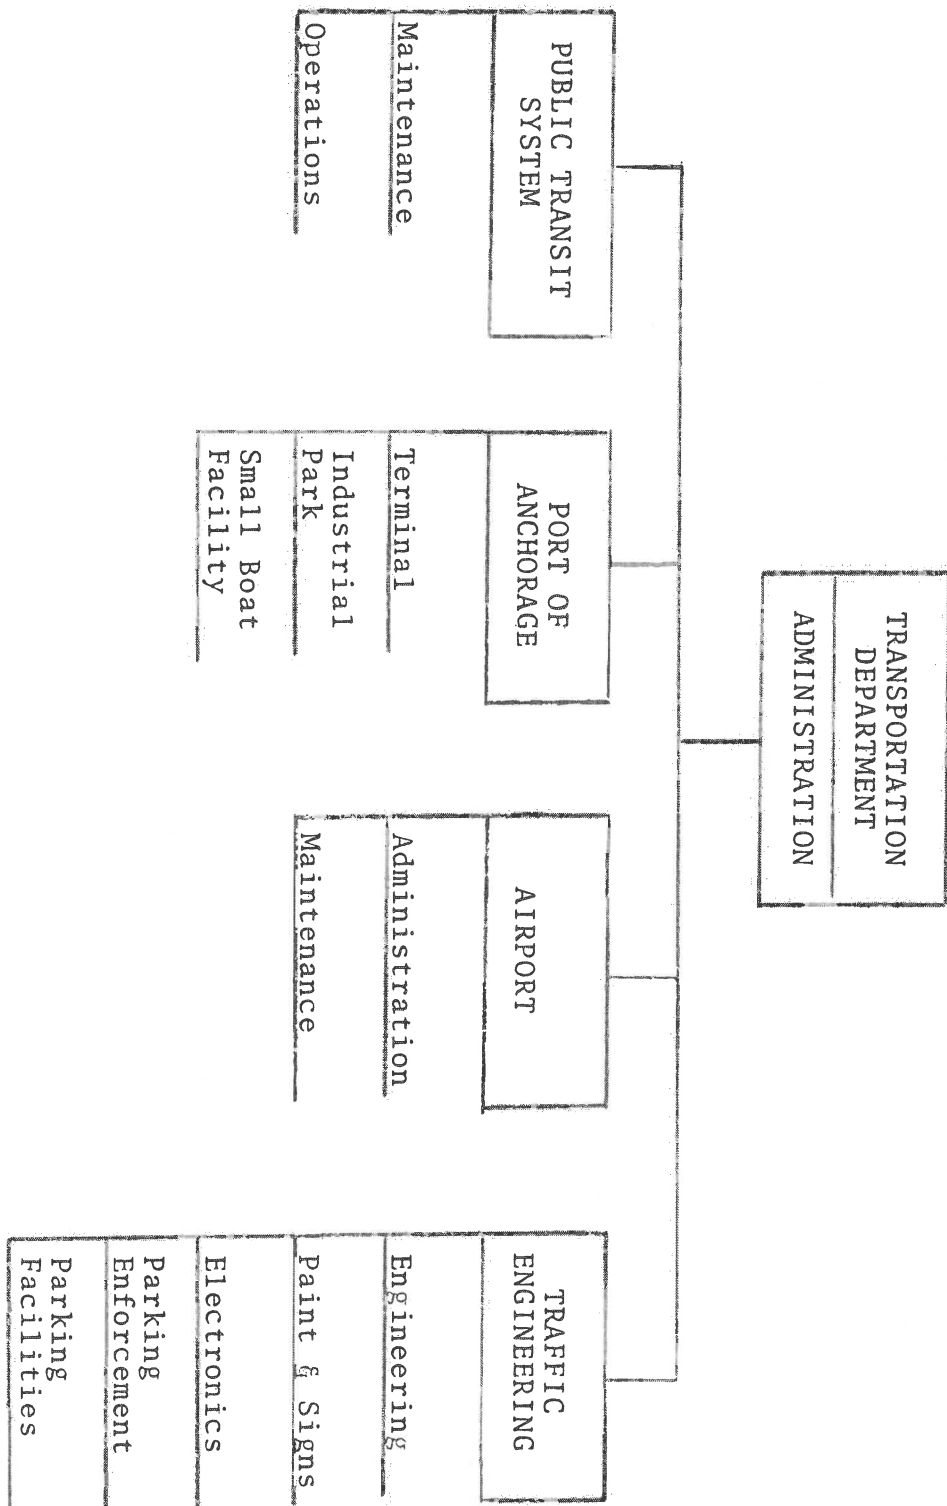 TRANSPORTATION
DEPARTMENT
ADMINISTRATION
PUBLIC TRANSIT
SYSTEM
Maintenance
Operations
PORT OF
ANCHORAGE
Terminal
Industrial
Park
Small Boat
Facility
AIRPORT
Administration
Maintenance
TRAFFIC
ENGINEERING
Engineering
Paint & Signs
Electronics
Parking
Enforcement
Parking
Facilities